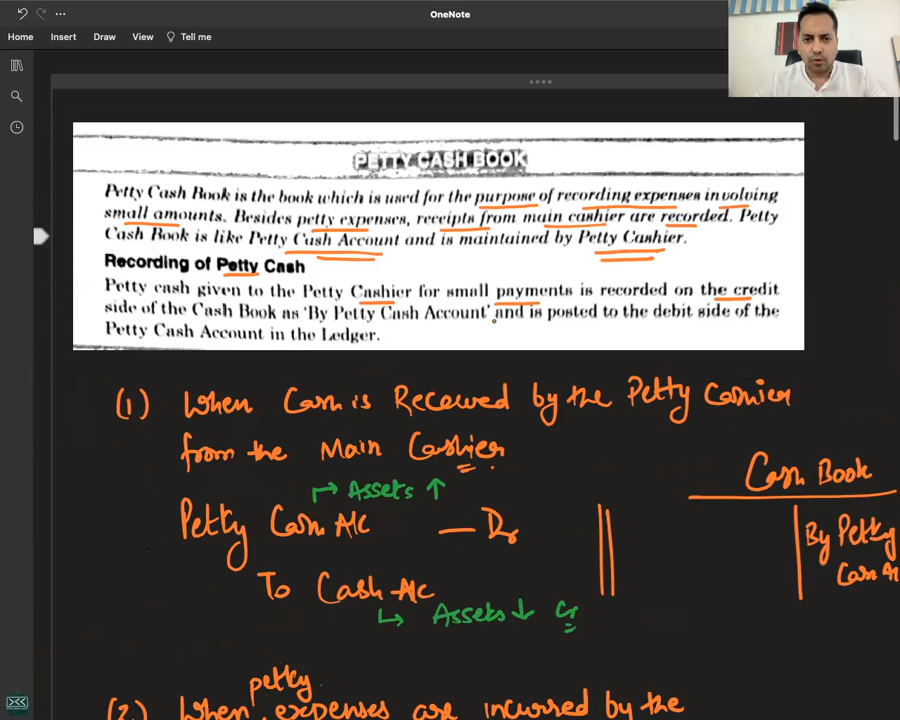 OneNote
Home Insert Draw View Tell me
PETTY CASH BOOK
Petty Cash Book is the book which is used for the purpose of recording expenses involving
small amounts. Besides petty expenses, receipts from main cashier are recorded. Petty
Cash Book is like Petty Cash Account and is maintained by Petty Cashier.
Recording of Petty Cash
Petty cash given to the Petty Cashier for small payments is recorded on the credit
side of the Cash Book as 'By Petty Cash Account' and is posted to the debit side of the
Petty Cash Account in the Ledger.
(1) When Cash is Received by the Petty Cashier
from the Main Cashier
Assets ↑
Petty Cash A/c — Dr
To Cash A/c
Assets ↓ Cr
Cash Book
By Petty
Cash A
petty
(2) When expenses are incurred by the